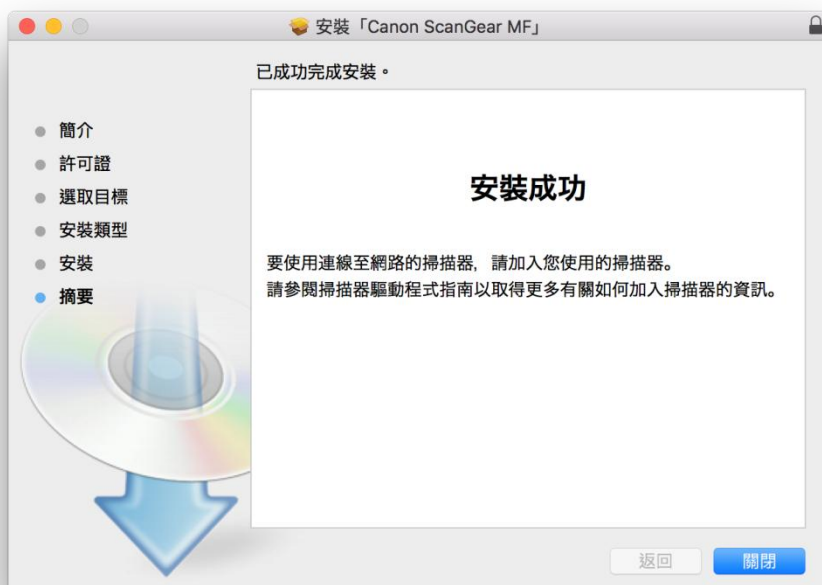 安裝「Canon ScanGear MF」
已成功完成安裝。
簡介
許可證
選取目標
安裝類型
安裝
摘要
安裝成功
要使用連線至網路的掃描器，請加入您使用的掃描器。
請參閱掃描器驅動程式指南以取得更多有關如何加入掃描器的資訊。
返回
關閉